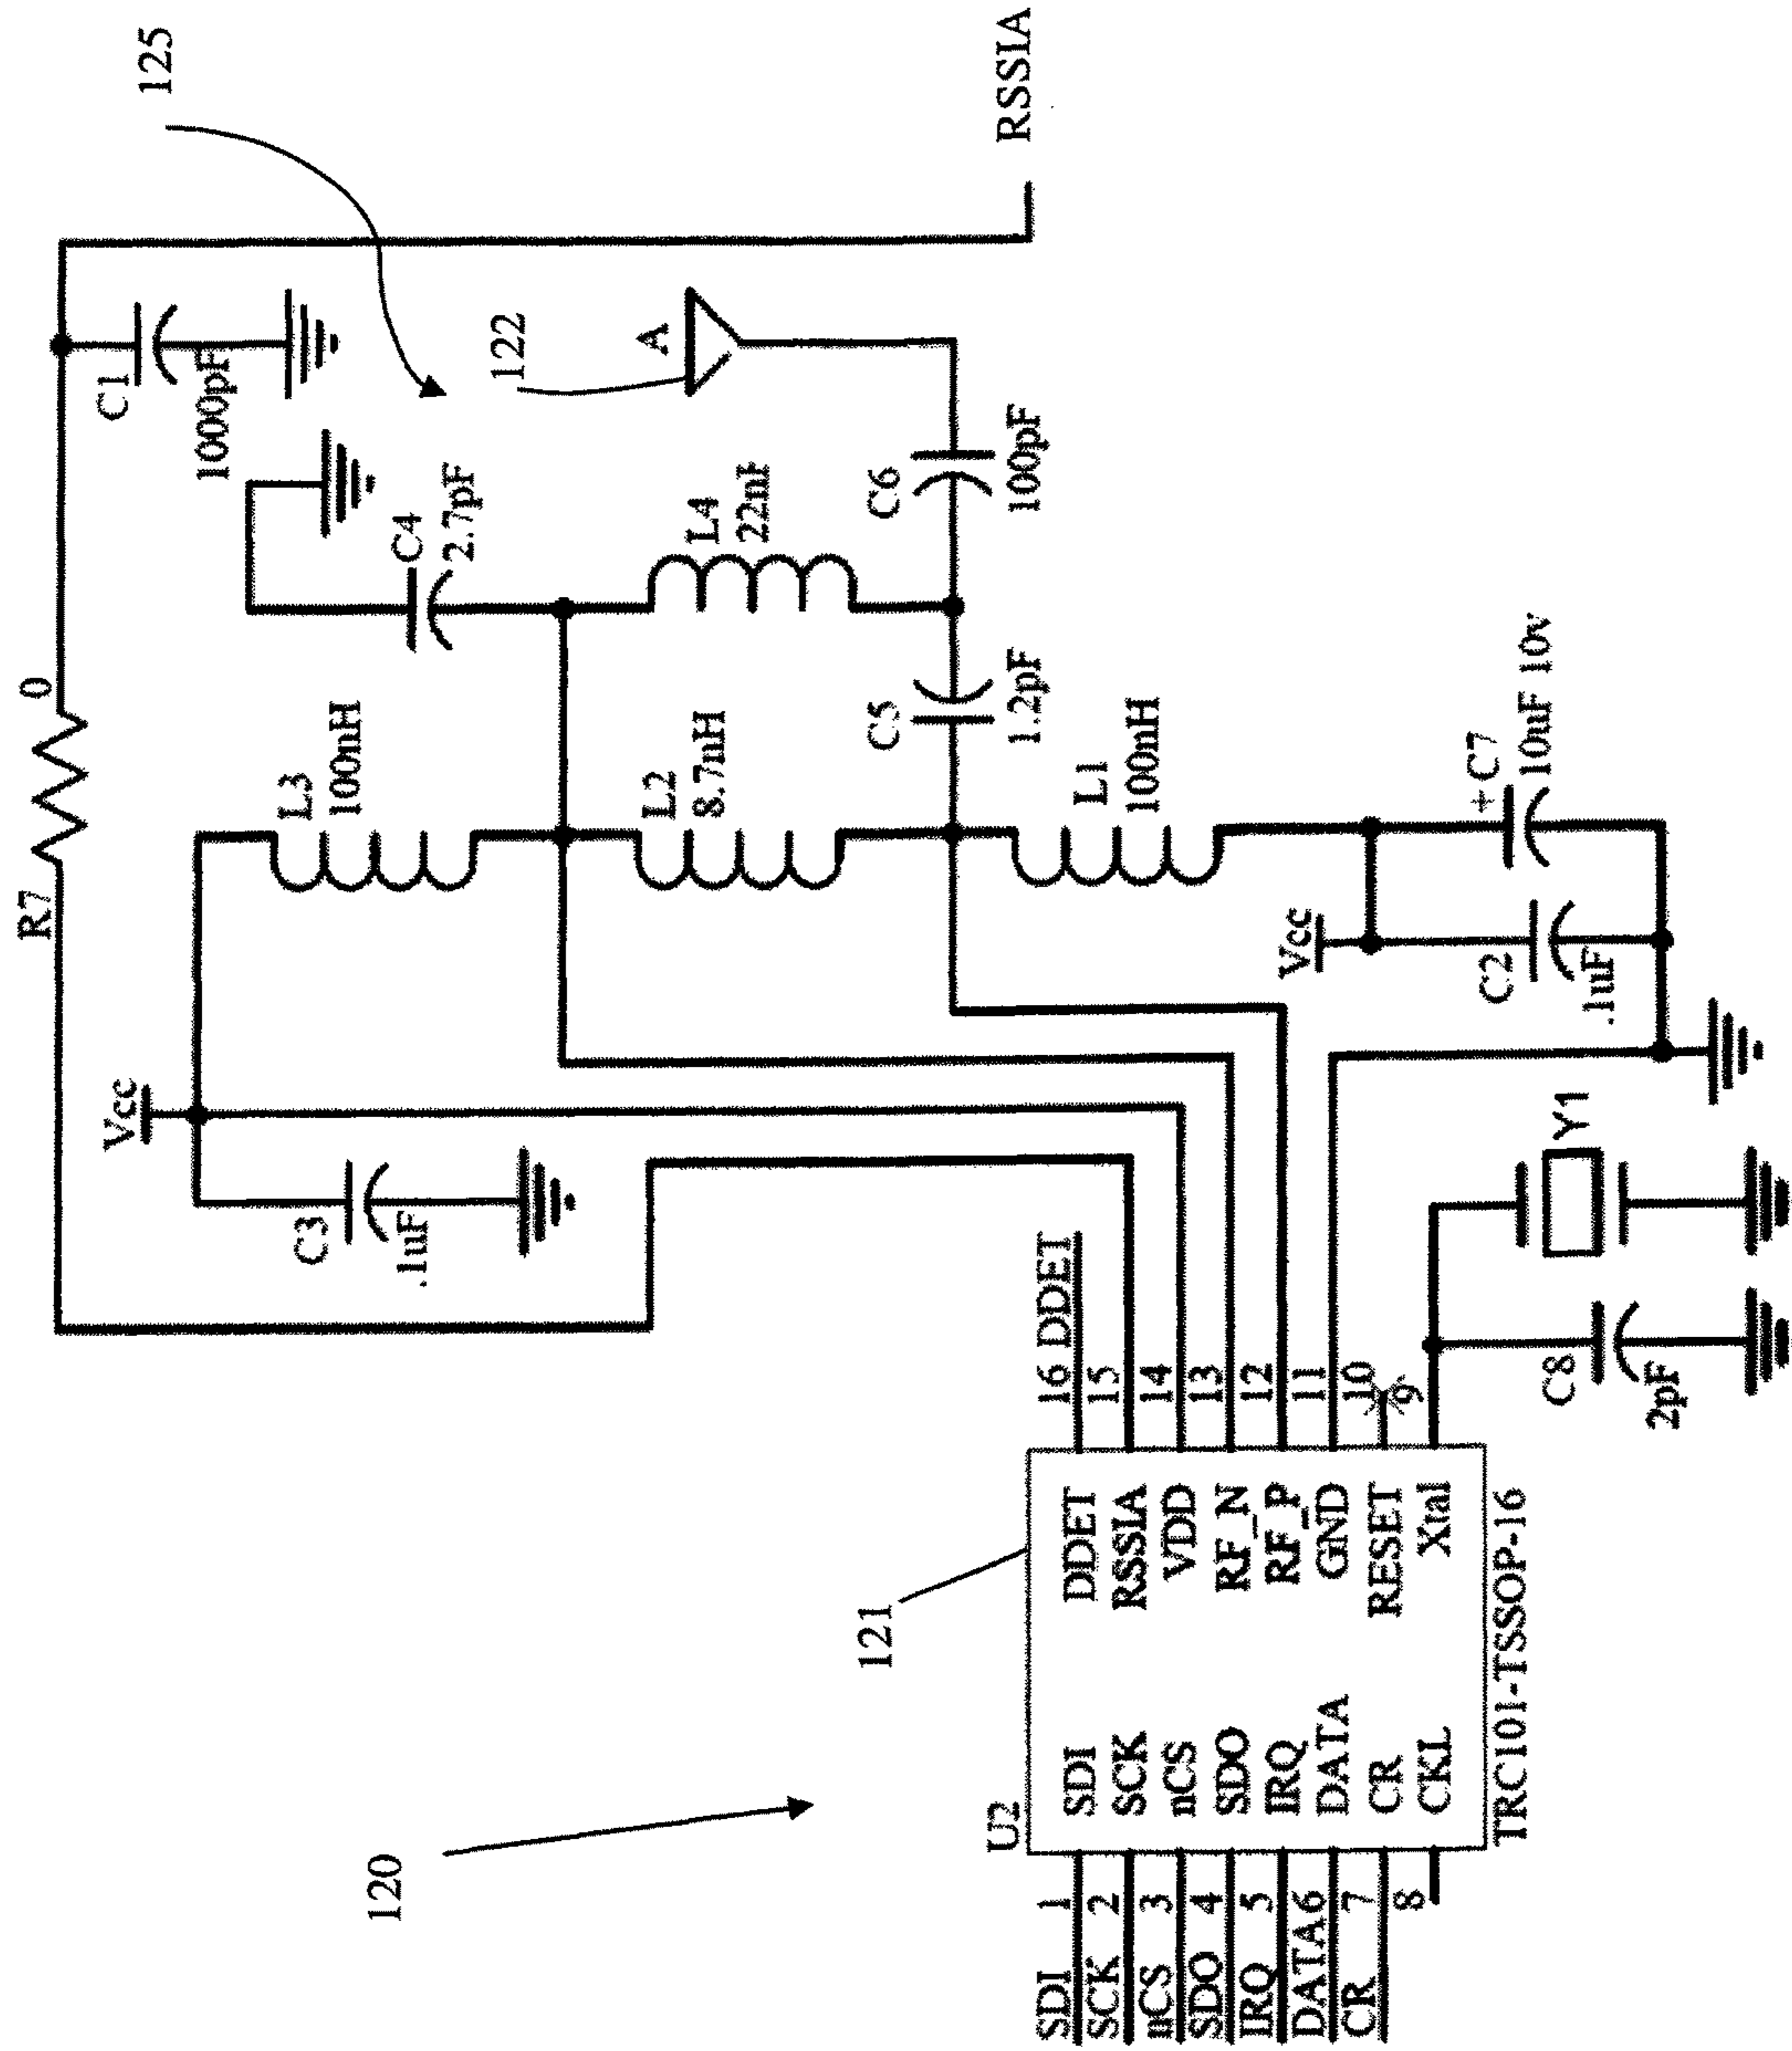 120
125
R7 0
C1
1000pF
RSSIA
Vcc
L3
100nH
C3
.1uF
C4
2.7pF
122
A
L2
8.7nH
L4
22nF
C5
1.2pF
C6
100pF
L1
100nH
Vcc
C2
.1uF
+ C7
10uF 10v
121
U2
SDI 1 SDI DDET 16 DDET
SCK 2 SCK RSSIA 15
nCS 3 nCS VDD 14
SDO 4 SDO RF_N 13
IRQ 5 IRQ RF_P 12
DATA 6 DATA GND 11
CR 7 CR RESET 10
8 CKL Xtal 9
TRC101-TSSOP-16
C8
2pF
Y1